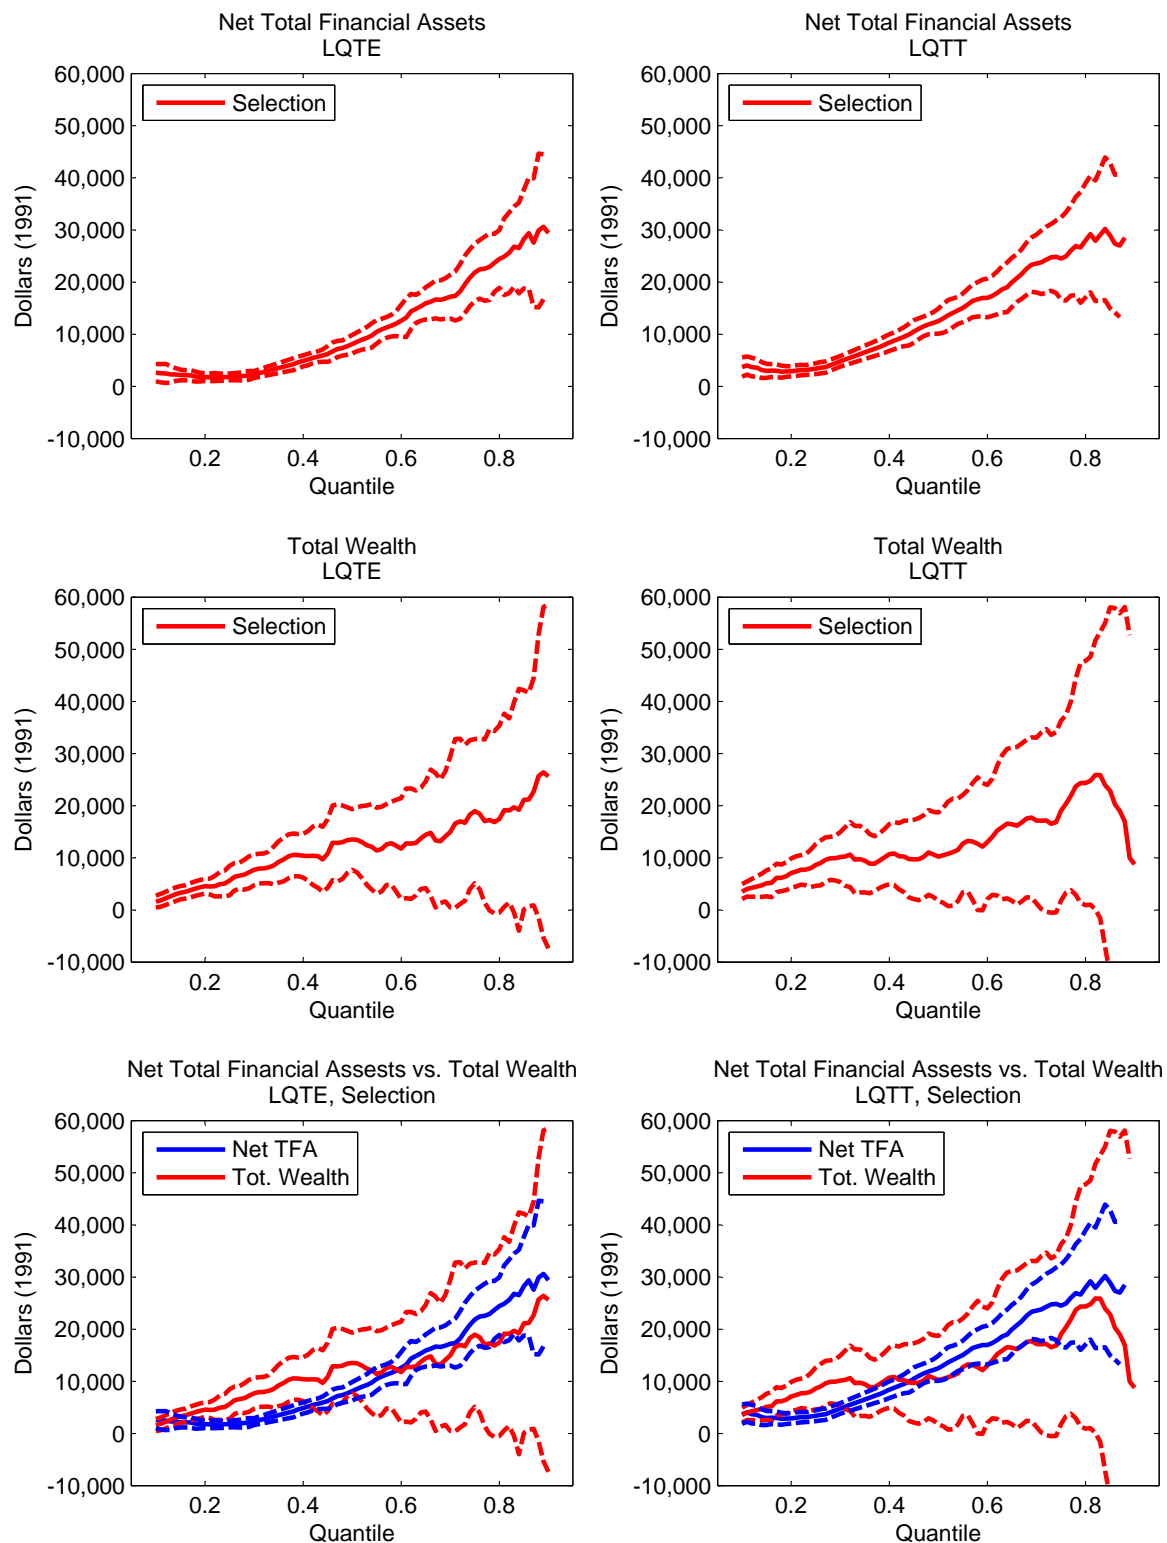 Net Total Financial Assets
LQTE
60,000
50,000
40,000
30,000
20,000
10,000
0
-10,000
Dollars (1991)
Selection
0.2 0.4 0.6 0.8
Quantile
Net Total Financial Assets
LQTT
60,000
50,000
40,000
30,000
20,000
10,000
0
-10,000
Dollars (1991)
Selection
0.2 0.4 0.6 0.8
Quantile
Total Wealth
LQTE
60,000
50,000
40,000
30,000
20,000
10,000
0
-10,000
Dollars (1991)
Selection
0.2 0.4 0.6 0.8
Quantile
Total Wealth
LQTT
60,000
50,000
40,000
30,000
20,000
10,000
0
-10,000
Dollars (1991)
Selection
0.2 0.4 0.6 0.8
Quantile
Net Total Financial Assests vs. Total Wealth
LQTE, Selection
60,000
50,000
40,000
30,000
20,000
10,000
0
-10,000
Dollars (1991)
Net TFA
Tot. Wealth
0.2 0.4 0.6 0.8
Quantile
Net Total Financial Assests vs. Total Wealth
LQTT, Selection
60,000
50,000
40,000
30,000
20,000
10,000
0
-10,000
Dollars (1991)
Net TFA
Tot. Wealth
0.2 0.4 0.6 0.8
Quantile